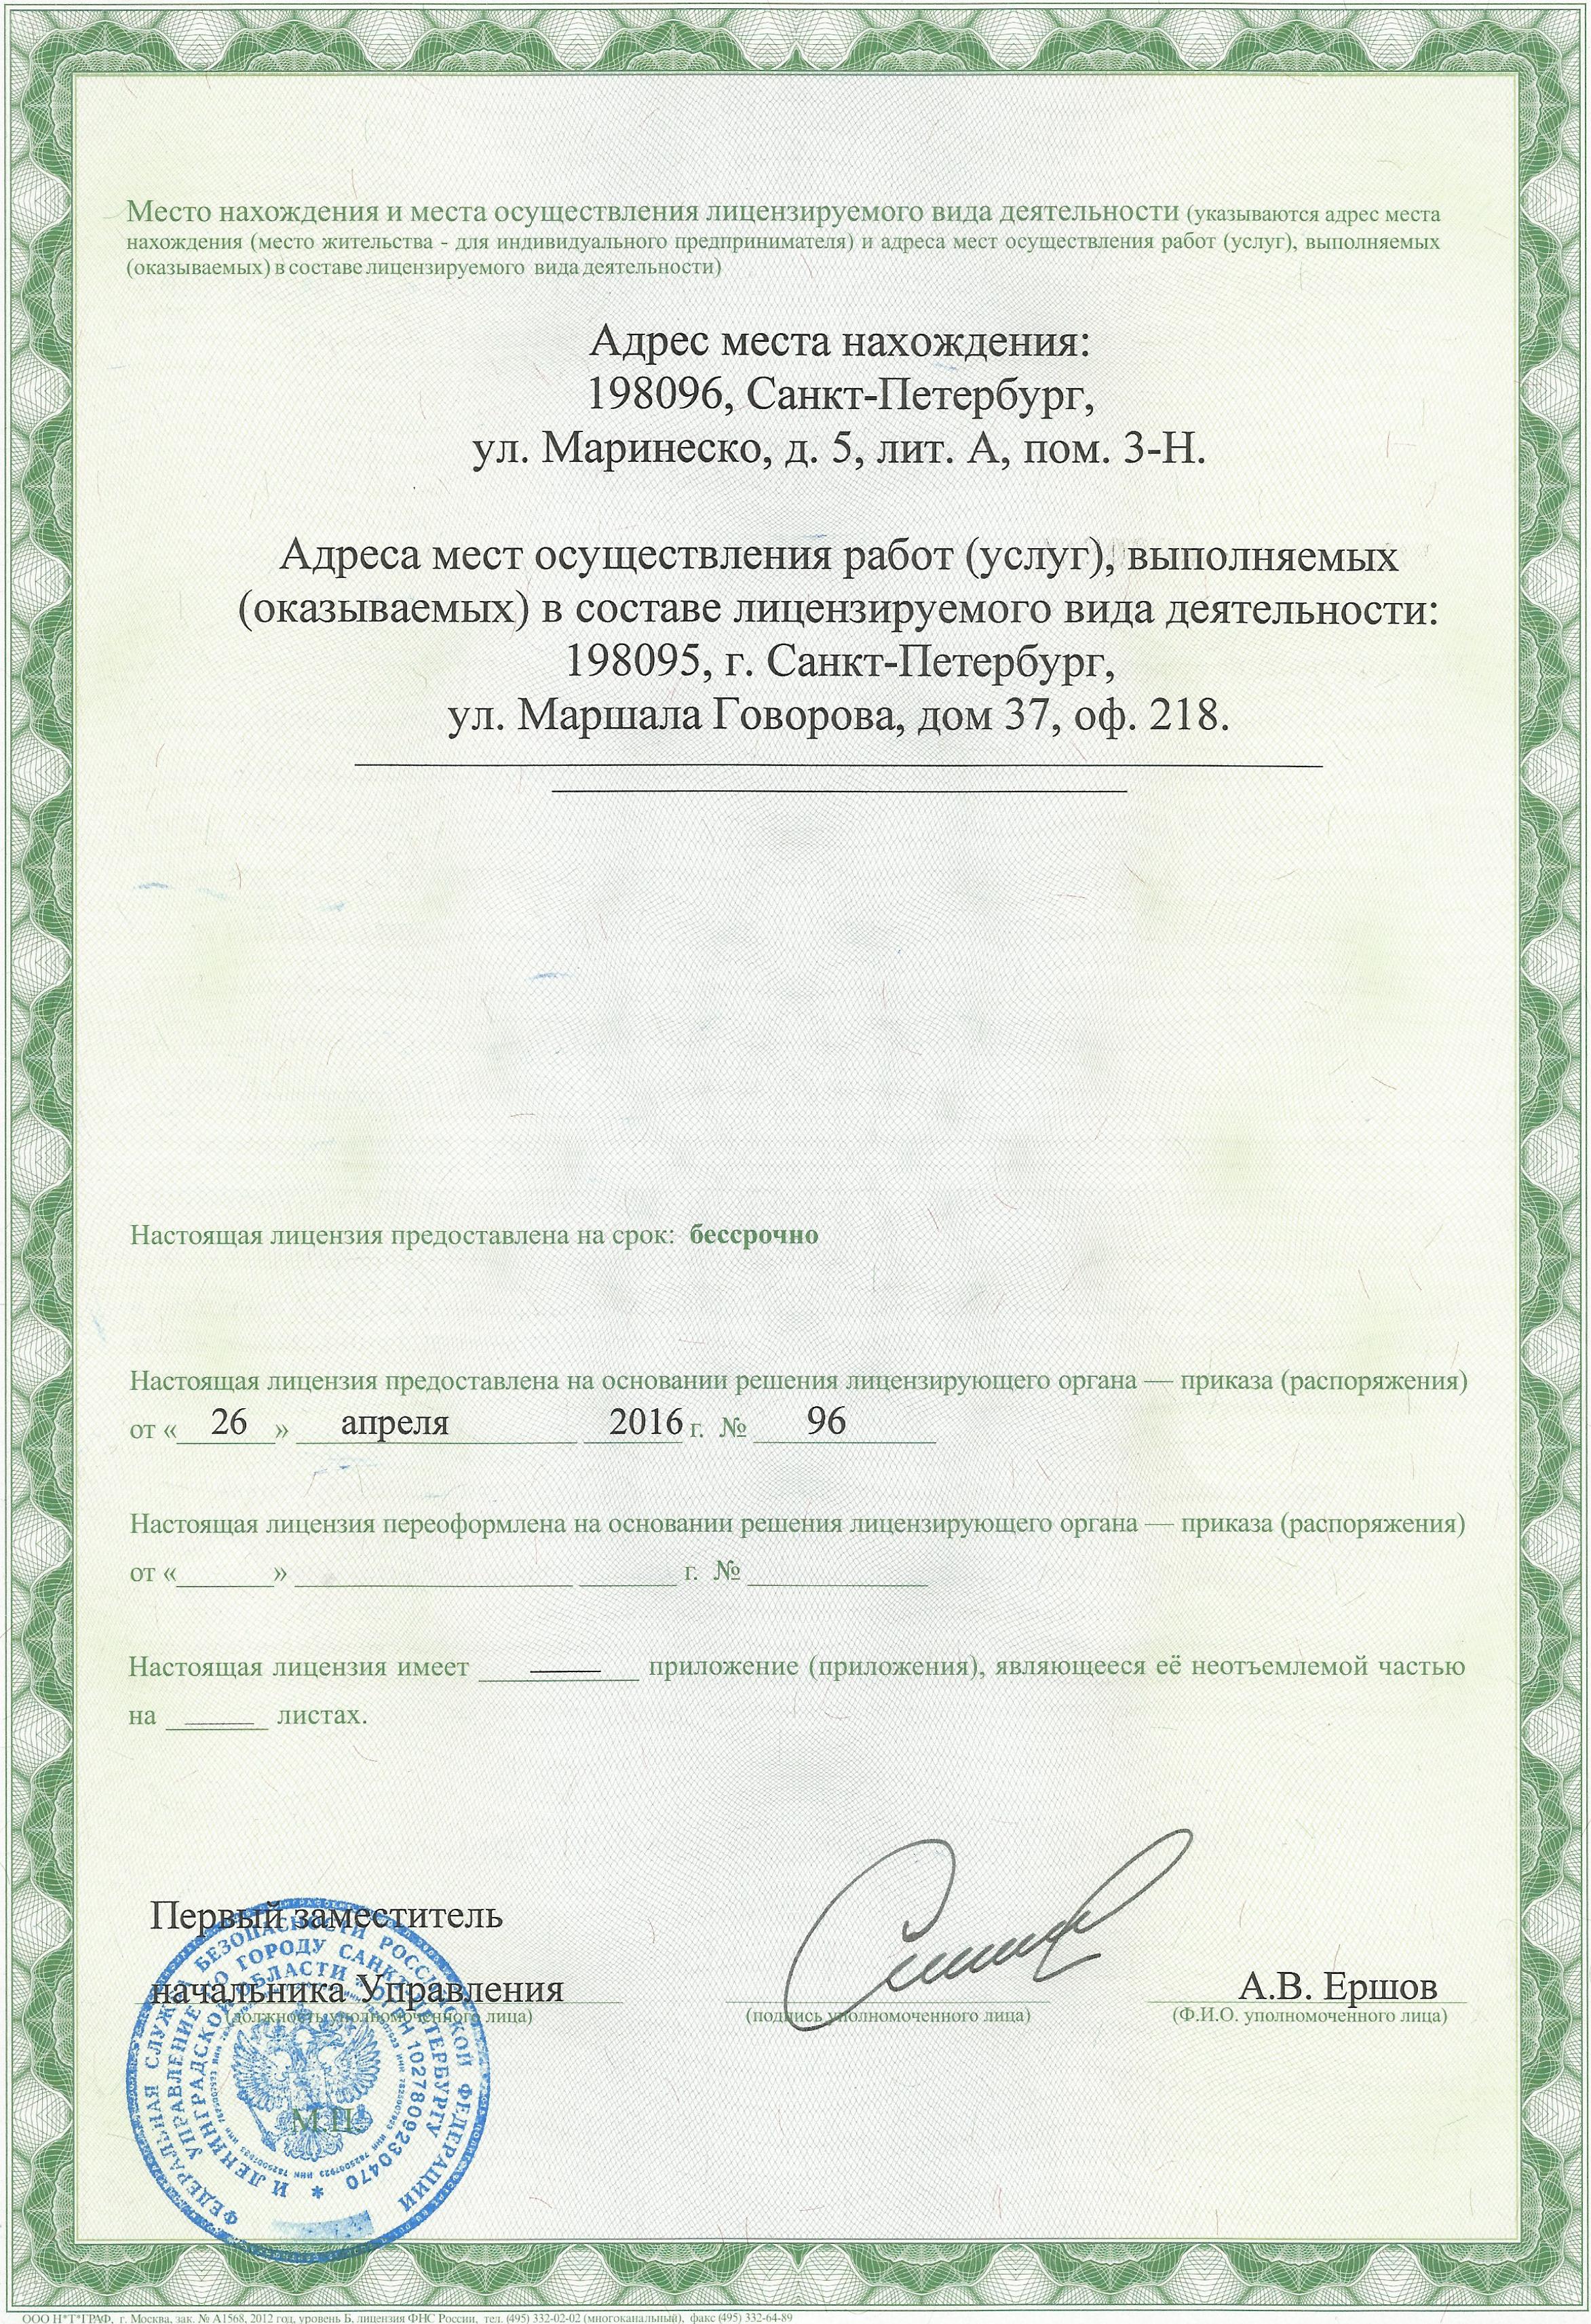 Место нахождения и места осуществления лицензируемого вида деятельности (указываются адрес места
нахождения (место жительства - для индивидуального предпринимателя) и адреса мест осуществления работ (услуг), выполняемых
(оказываемых) в составе лицензируемого вида деятельности)
Адрес места нахождения:
198096, Санкт-Петербург,
ул. Маринеско, д. 5, лит. А, пом. 3-Н.
Адреса мест осуществления работ (услуг), выполняемых
(оказываемых) в составе лицензируемого вида деятельности:
198095, г. Санкт-Петербург,
ул. Маршала Говорова, дом 37, оф. 218.
Настоящая лицензия предоставлена на срок: бессрочно
Настоящая лицензия предоставлена на основании решения лицензирующего органа — приказа (распоряжения)
от « 26 » апреля 2016 г. № 96
Настоящая лицензия переоформлена на основании решения лицензирующего органа — приказа (распоряжения)
от «______» ______ ______ г. № ______
Настоящая лицензия имеет ______ приложение (приложения), являющееся её неотъемлемой частью
на ______ листах.
Первый заместитель
начальника Управления
А.В. Ершов
(должность уполномоченного лица)
(подпись уполномоченного лица)
(Ф.И.О. уполномоченного лица)
М.П.
ФЕДЕРАЛЬНАЯ СЛУЖБА БЕЗОПАСНОСТИ РОССИЙСКОЙ ФЕДЕРАЦИИ
УПРАВЛЕНИЕ ПО ГОРОДУ САНКТ-ПЕТЕРБУРГУ
И ЛЕНИНГРАДСКОЙ ОБЛАСТИ * ОГРН 1027809230470 *
ООО Н*Т*ГРАФ, г. Москва, зак. № А1568, 2012 год, уровень Б, лицензия ФНС России, тел. (495) 332-02-02 (многоканальный), факс (495) 332-64-89